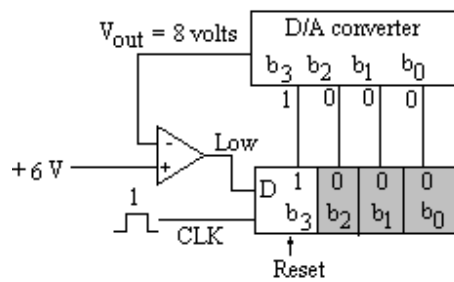 V_out = 8 volts
D/A converter
b3 b2 b1 b0
1 0 0 0
Low
-
+
+6 V
D 1 0 0 0
b3 b2 b1 b0
1
CLK
Reset